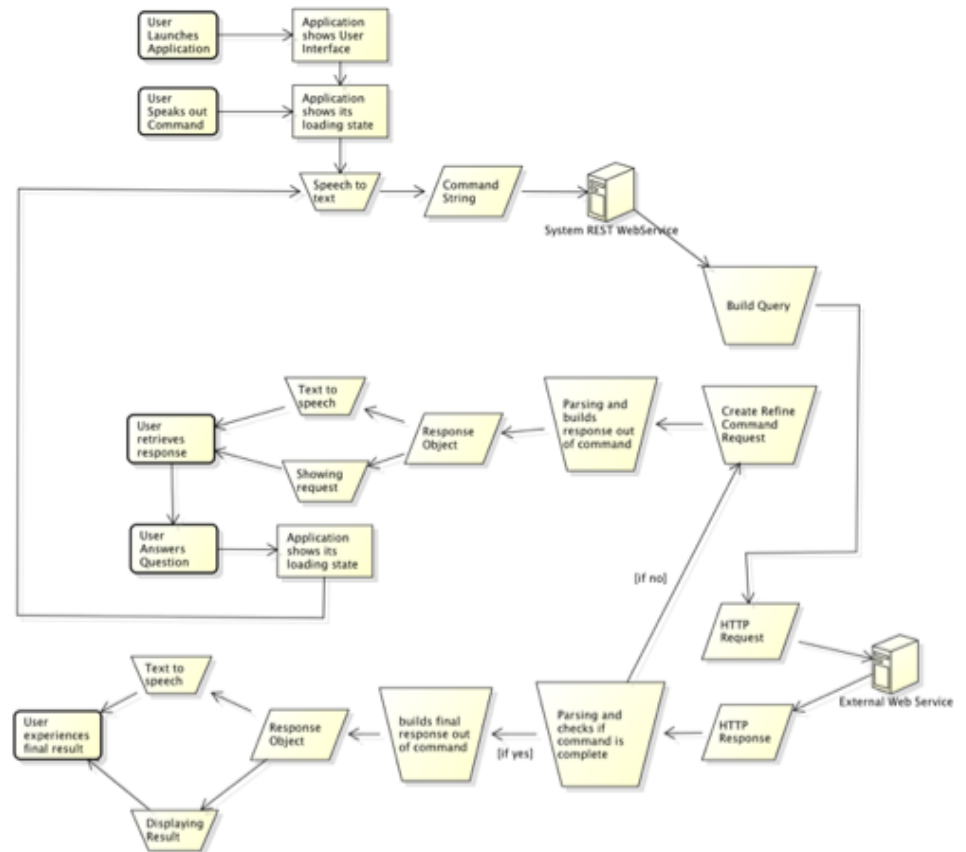 User
Launches
Application
Application
shows User
Interface
User
Speaks out
Command
Application
shows its
loading state
Speech to
text
Command
String
System REST WebService
Build Query
Text to
speech
Parsing and
builds
response out
of command
Create Refine
Command
Request
User
retrieves
response
Response
Object
Showing
request
User
Answers
Question
Application
shows its
loading state
[if no]
HTTP
Request
Text to
speech
External Web Service
User
experiences
final result
Response
Object
builds final
response out
of command
[if yes]
Parsing and
checks if
command is
complete
HTTP
Response
Displaying
Result